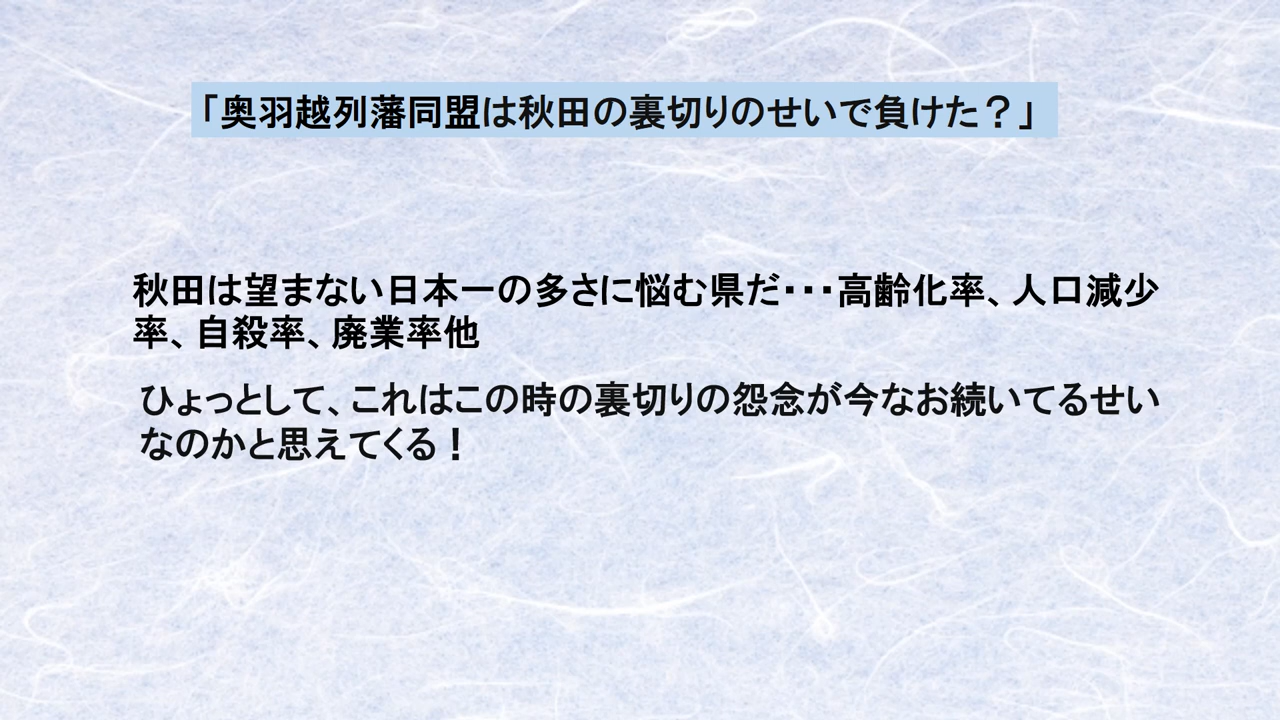 「奥羽越列藩同盟は秋田の裏切りのせいで負けた？」
秋田は望まない日本一の多さに悩む県だ・・・高齢化率、人口減少
率、自殺率、廃業率他
ひょっとして、これはこの時の裏切りの怨念が今なお続いてるせい
なのかと思えてくる！